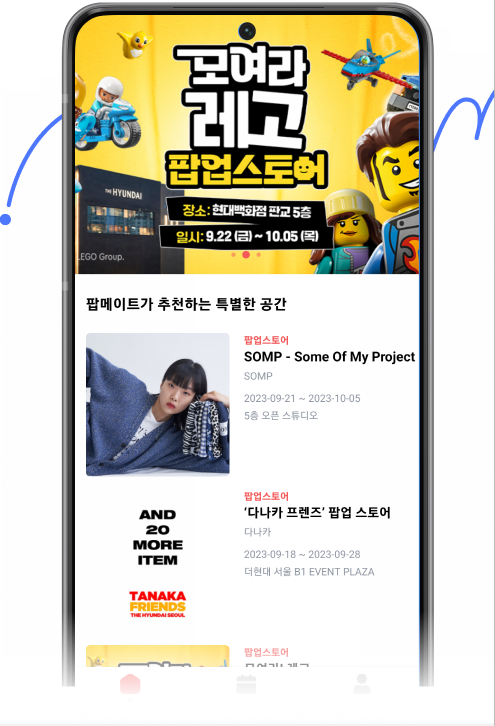 모여라
레고
팝업스토어
THE HYUNDAI
장소: 현대백화점 판교 5층
일시: 9.22 (금) ~ 10.05 (목)
LEGO Group.
팝메이트가 추천하는 특별한 공간
팝업스토어
SOMP - Some Of My Project
SOMP
2023-09-21 ~ 2023-10-05
5층 오픈 스튜디오
팝업스토어
‘다나카 프렌즈’ 팝업 스토어
다나카
2023-09-18 ~ 2023-09-28
더현대 서울 B1 EVENT PLAZA
AND
20
MORE
ITEM
TANAKA
FRIENDS
THE HYUNDAI SEOUL
팝업스토어